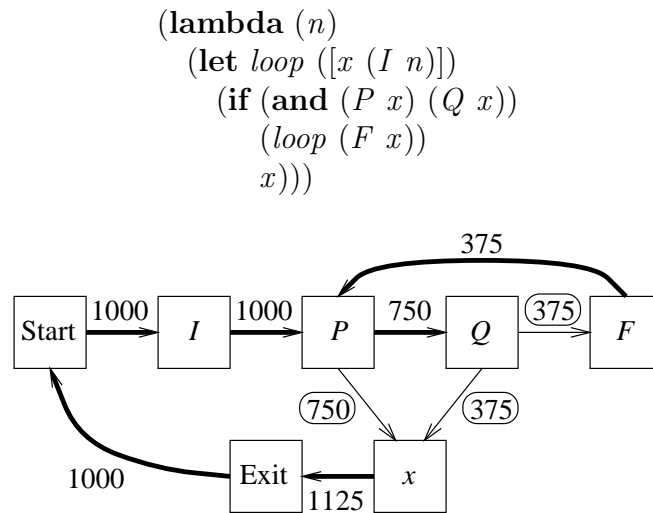 (lambda (n)
(let loop ([x (I n)])
(if (and (P x) (Q x))
(loop (F x))
x)))
375
1000 1000 750 375
Start I P Q F
750 375
1000 Exit x
1125